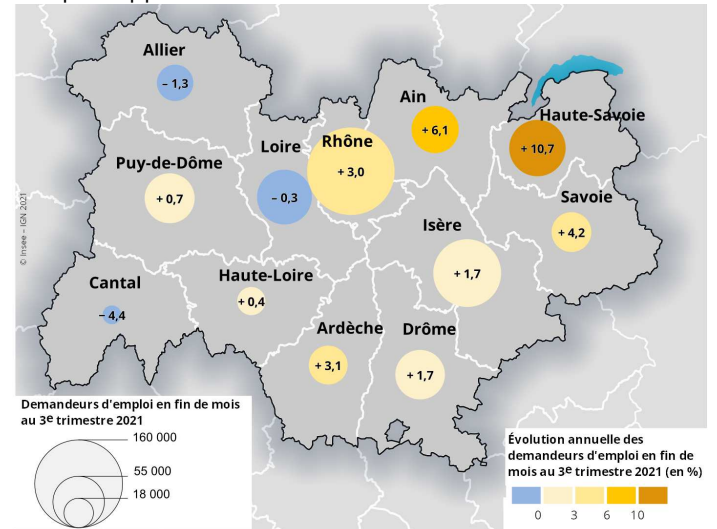 Allier
– 1,3
Ain
+ 6,1
Haute-Savoie
+ 10,7
Loire
– 0,3
Rhône
+ 3,0
Puy-de-Dôme
+ 0,7
Savoie
+ 4,2
Isère
+ 1,7
Cantal
– 4,4
Haute-Loire
+ 0,4
Ardèche
+ 3,1
Drôme
+ 1,7
© Insee – IGN 2021
Demandeurs d'emploi en fin de mois
au 3e trimestre 2021
160 000
55 000
18 000
Évolution annuelle des
demandeurs d'emploi en fin de
mois au 3e trimestre 2021 (en %)
0 3 6 10